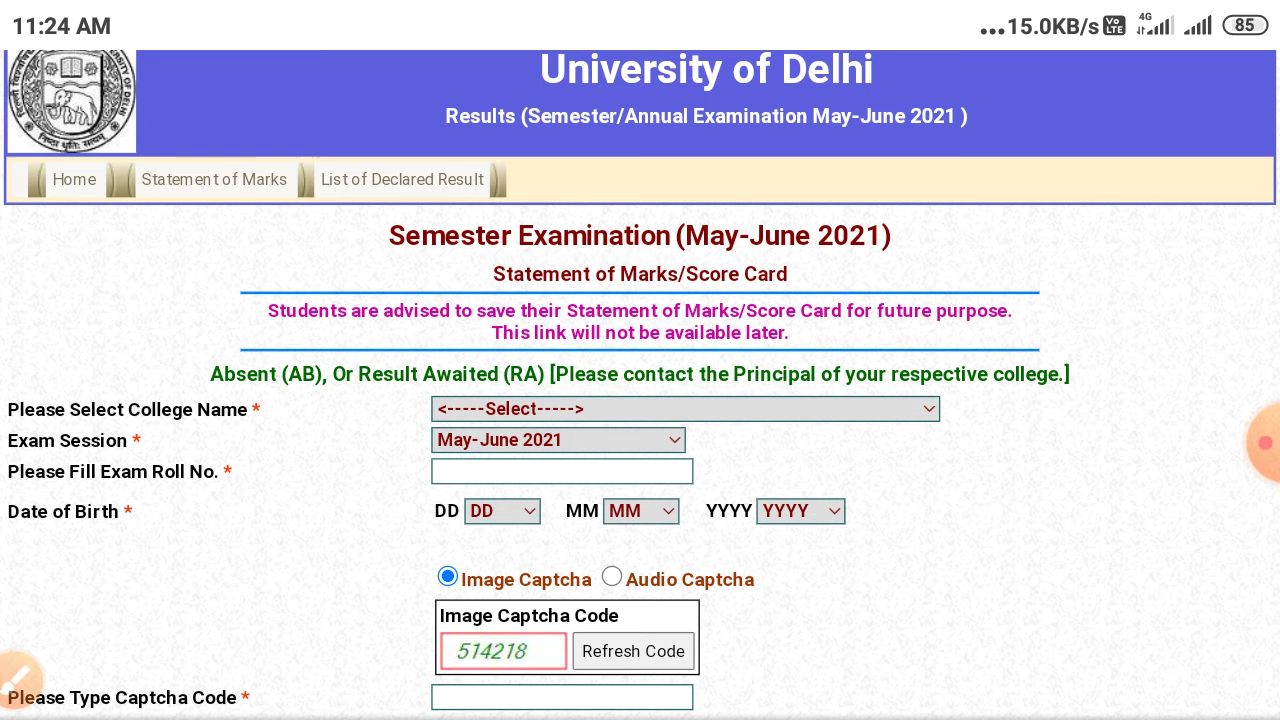 11:24 AM
...15.0KB/s Vo LTE 4G 85
University of Delhi
Results (Semester/Annual Examination May-June 2021 )
Home Statement of Marks List of Declared Result
Semester Examination (May-June 2021)
Statement of Marks/Score Card
Students are advised to save their Statement of Marks/Score Card for future purpose.
This link will not be available later.
Absent (AB), Or Result Awaited (RA) [Please contact the Principal of your respective college.]
Please Select College Name * <-----Select----->
Exam Session * May-June 2021
Please Fill Exam Roll No. *
Date of Birth * DD DD MM MM YYYY YYYY
Image Captcha Audio Captcha
Image Captcha Code
514218 Refresh Code
Please Type Captcha Code *